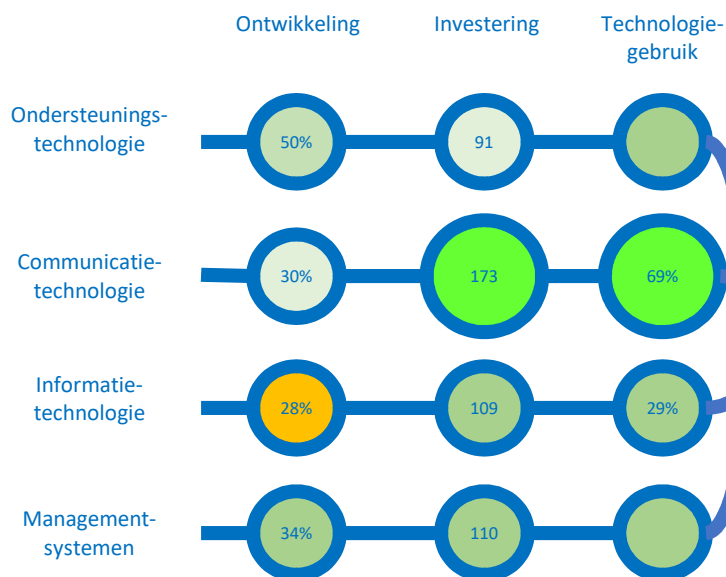 Ontwikkeling Investering Technologie-
gebruik
Ondersteunings-
technologie
50% 91
Communicatie-
technologie
30% 173 69%
Informatie-
technologie
28% 109 29%
Management-
systemen
34% 110